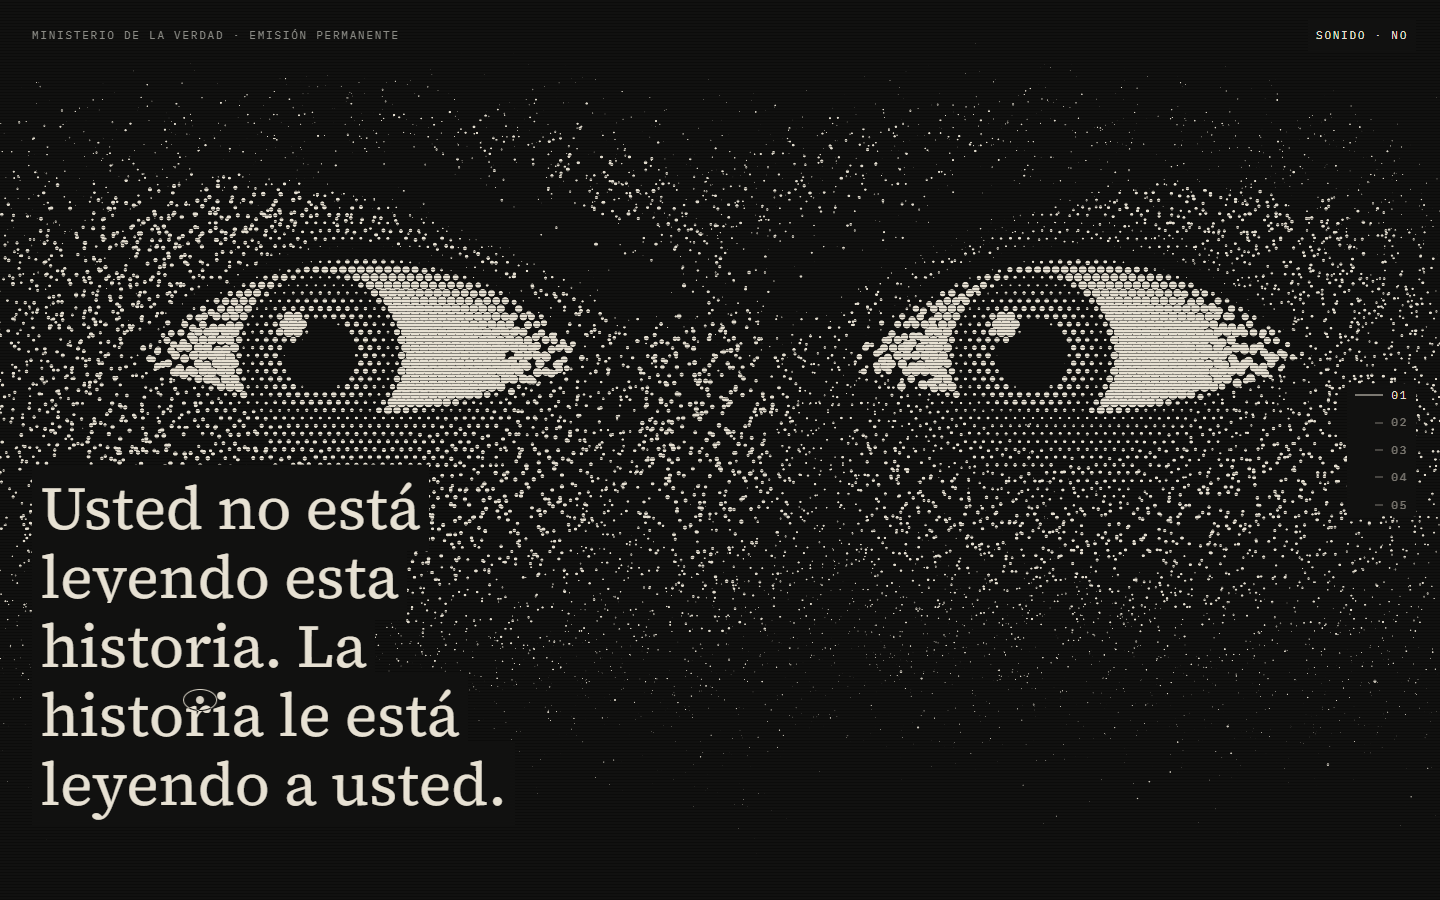 MINISTERIO DE LA VERDAD · EMISIÓN PERMANENTE
SONIDO · NO
01
02
03
04
05
Usted no está
leyendo esta
historia. La
historia le está
leyendo a usted.